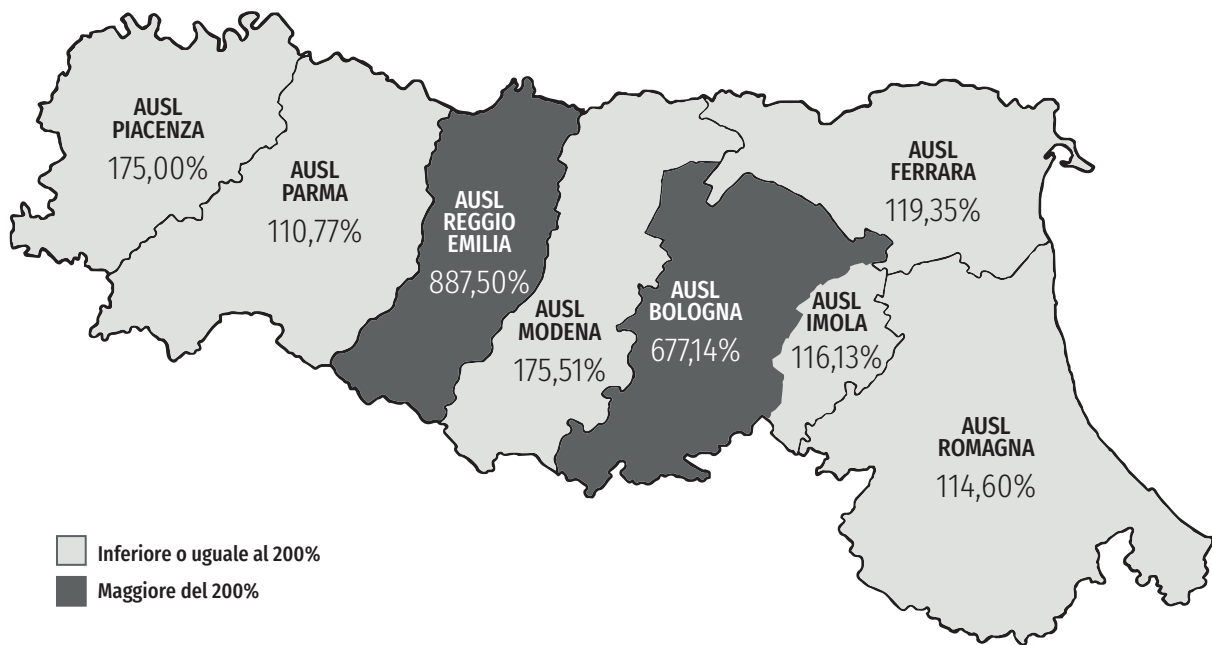 AUSL
PIACENZA
175,00%
AUSL
PARMA
110,77%
AUSL
REGGIO
EMILIA
887,50%
AUSL
MODENA
175,51%
AUSL
BOLOGNA
677,14%
AUSL
IMOLA
116,13%
AUSL
FERRARA
119,35%
AUSL
ROMAGNA
114,60%
Inferiore o uguale al 200%
Maggiore del 200%